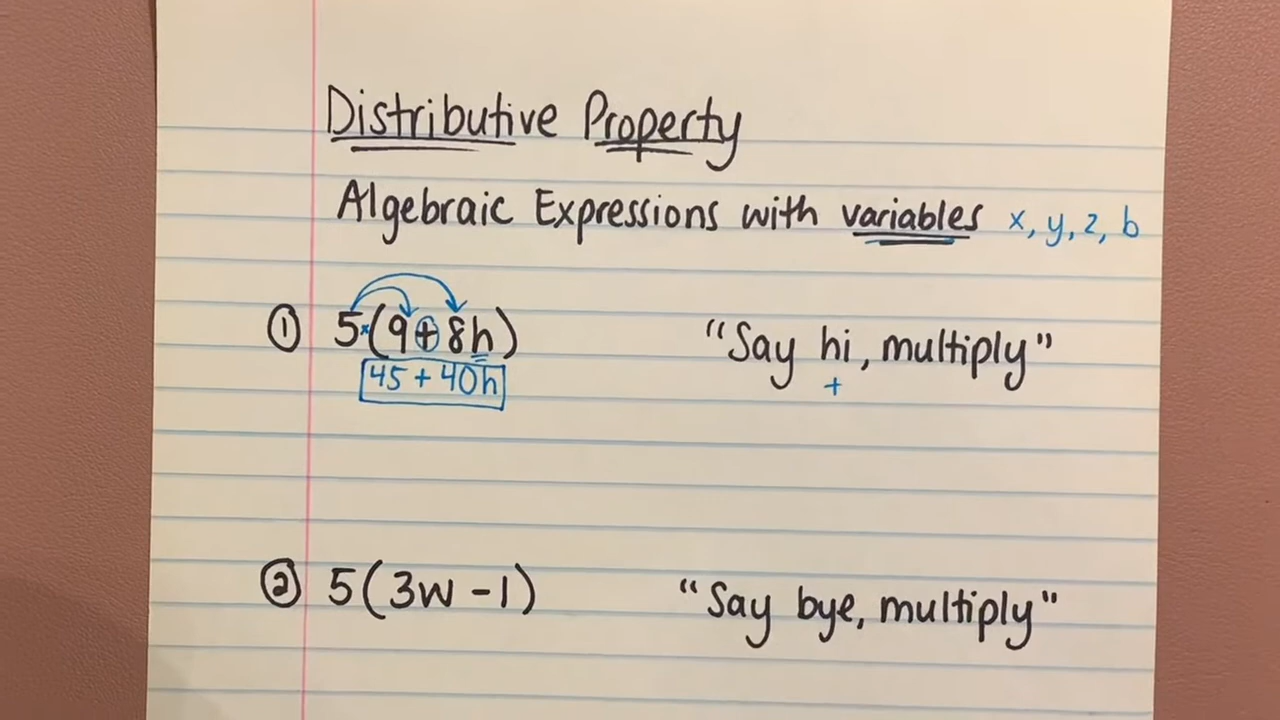 Distributive Property
Algebraic Expressions with variables x, y, z, b
① 5×(9+8h) "Say hi, multiply"
45 + 40h +
② 5(3w -1) "Say bye, multiply"